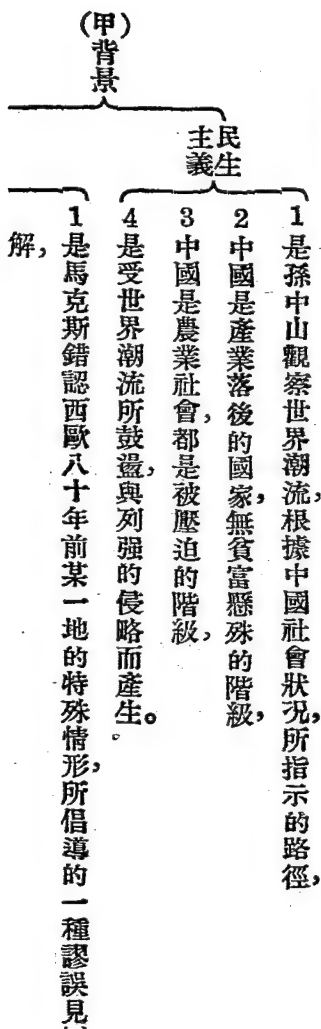 (甲)背景
民生
主義
1是孫中山觀察世界潮流，根據中國社會狀況，所指示的路徑，
2中國是產業落後的國家，無貧富懸殊的階級，
3中國是農業社會，都是被壓迫的階級，
4是受世界潮流所鼓盪，與列强的侵略而產生。
1是馬克斯錯認西歐八十年前某一地的特殊情形，所倡導的一種謬誤見
解，